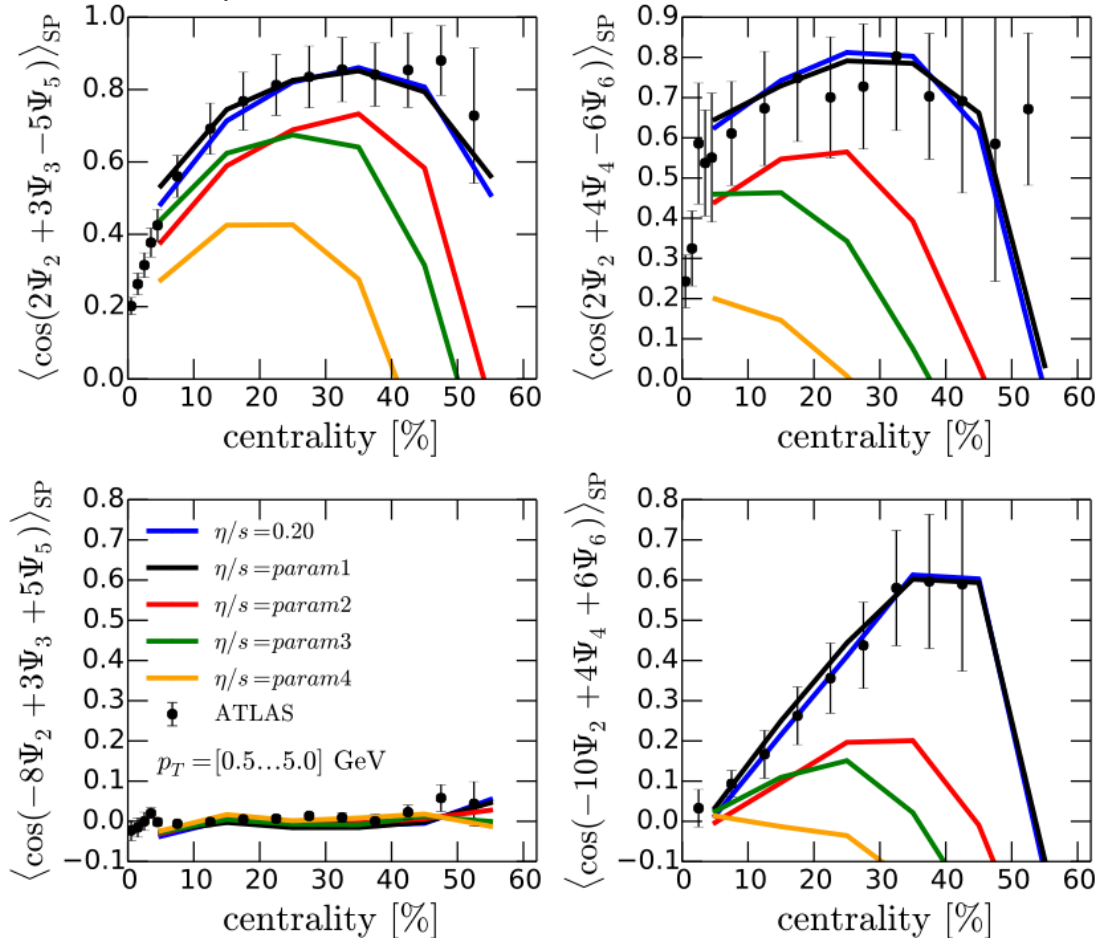 ⟨cos(2Ψ₂ +3Ψ₃ −5Ψ₅)⟩SP
1.0
0.8
0.6
0.4
0.2
0.0
0 10 20 30 40 50 60
centrality [%]
⟨cos(2Ψ₂ +4Ψ₄ −6Ψ₆)⟩SP
0.9
0.8
0.7
0.6
0.5
0.4
0.3
0.2
0.1
0.0
0 10 20 30 40 50 60
centrality [%]
⟨cos(−8Ψ₂ +3Ψ₃ +5Ψ₅)⟩SP
0.8
0.7
0.6
0.5
0.4
0.3
0.2
0.1
0.0
−0.1
η/s=0.20
η/s=param1
η/s=param2
η/s=param3
η/s=param4
ATLAS
pT =[0.5...5.0] GeV
0 10 20 30 40 50 60
centrality [%]
⟨cos(−10Ψ₂ +4Ψ₄ +6Ψ₆)⟩SP
0.8
0.7
0.6
0.5
0.4
0.3
0.2
0.1
0.0
−0.1
0 10 20 30 40 50 60
centrality [%]